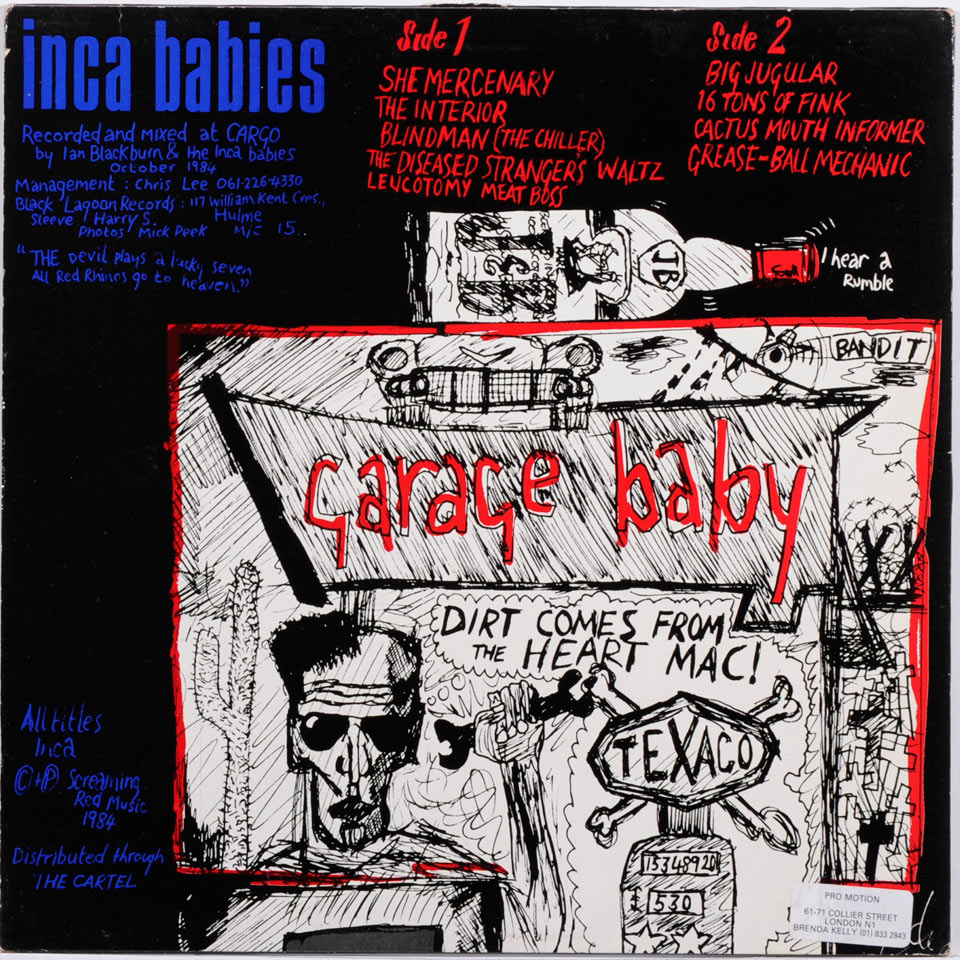 inca babies
Recorded and mixed at CARGO
by Ian Blackburn & the Inca babies
October 1984
Management : Chris Lee 061-226-4330
Black Lagoon Records : 117 William Kent Cres.,
Hulme
Sleeve Harry S.
Photos Mick Peek M/C 15..
"THE Devil plays a lucky seven
All Red Rhinos go to heaven."
Side 1
SHE MERCENARY
THE INTERIOR
BLINDMAN (THE CHILLER)
THE DISEASED STRANGERS WALTZ
LEUCOTOMY MEAT BOSS
Side 2
BIG JUGULAR
16 TONS OF FINK
CACTUS MOUTH INFORMER
GREASE-BALL MECHANIC
JB
I hear a
Rumble
BANDIT
garage baby
XX
DIRT COMES FROM
THE HEART MAC!
TEXACO
15348920
530
All titles
Inca
©+℗ Screaming
Red Music
1984
Distributed through
THE CARTEL
PRO MOTION
61-71 COLLIER STREET
LONDON N1
BRENDA KELLY (01) 833 2843